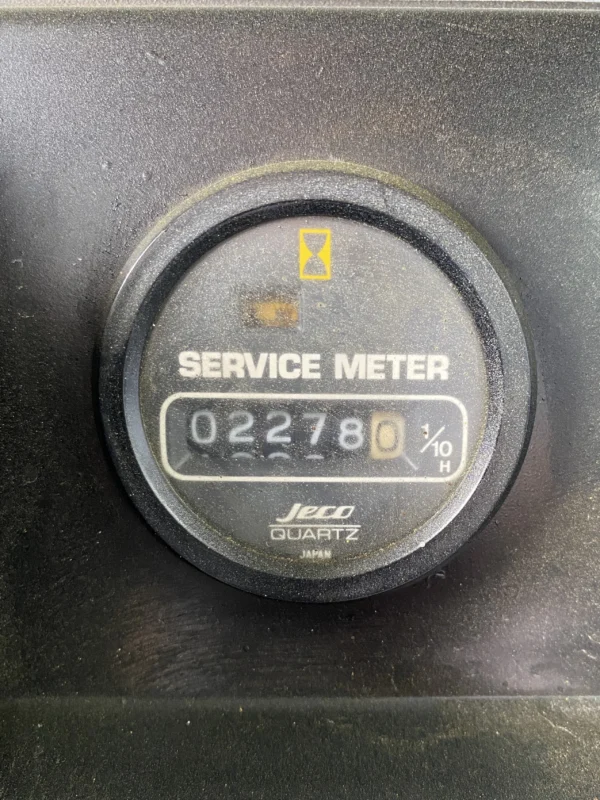 SERVICE METER
022780 1/10
H
Jeco
QUARTZ
JAPAN